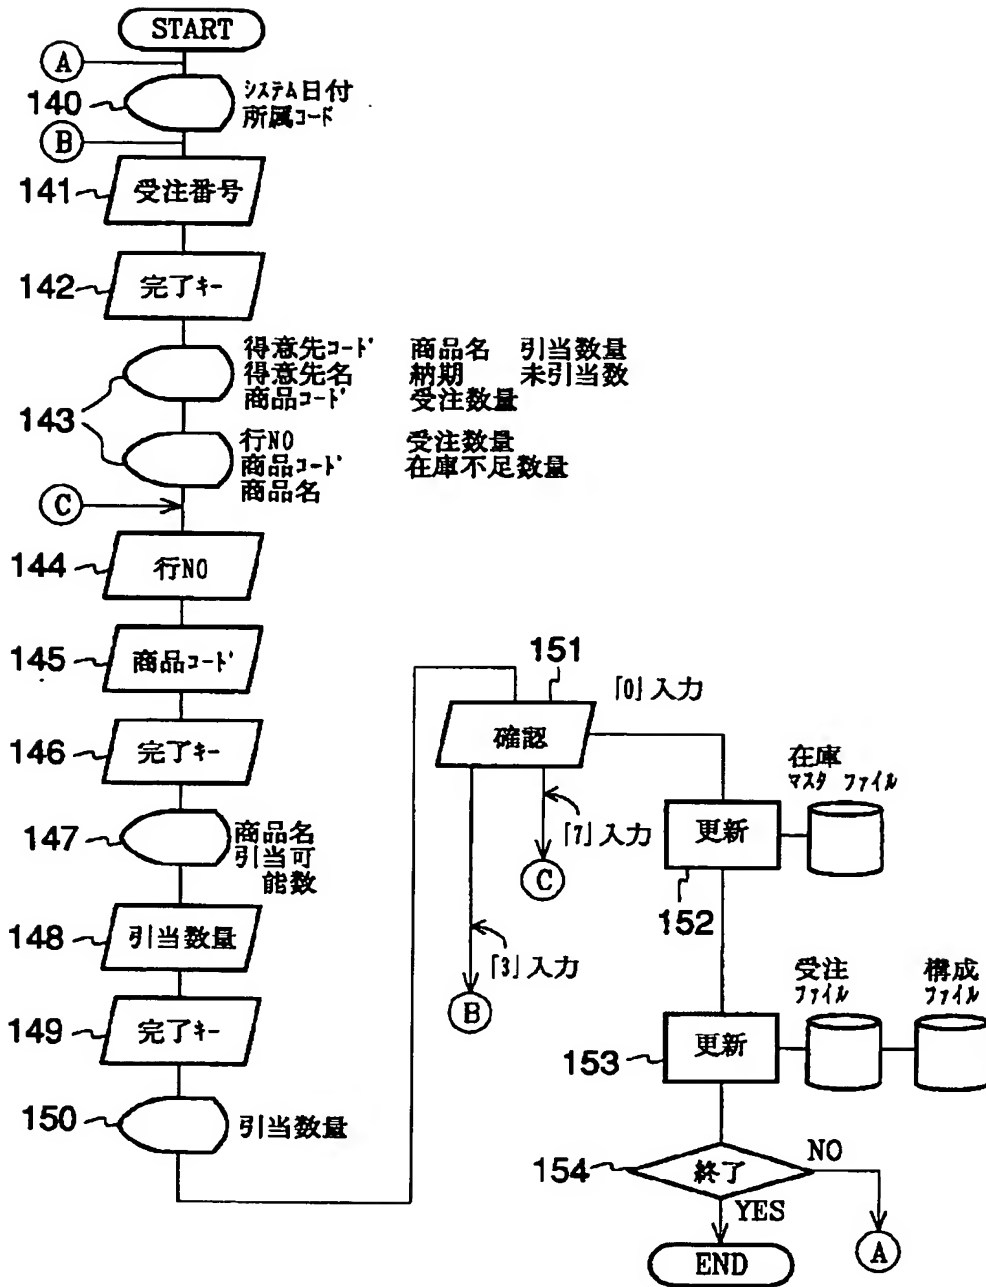 START
A
140
システム日付
所属コード
B
141
受注番号
142
完了キー
143
得意先コード 商品名 引当数量
得意先名 納期 未引当数
商品コード 受注数量
行NO 受注数量
商品コード 在庫不足数量
商品名
C
144
行NO
145
商品コード
146
完了キー
147
商品名
引当可
能数
148
引当数量
149
完了キー
150
引当数量
151
確認
「0」入力
「7」入力
C
「3」入力
B
在庫
マスタ ファイル
更新
152
受注
ファイル
構成
ファイル
更新
153
154
終了
NO
YES
A
END